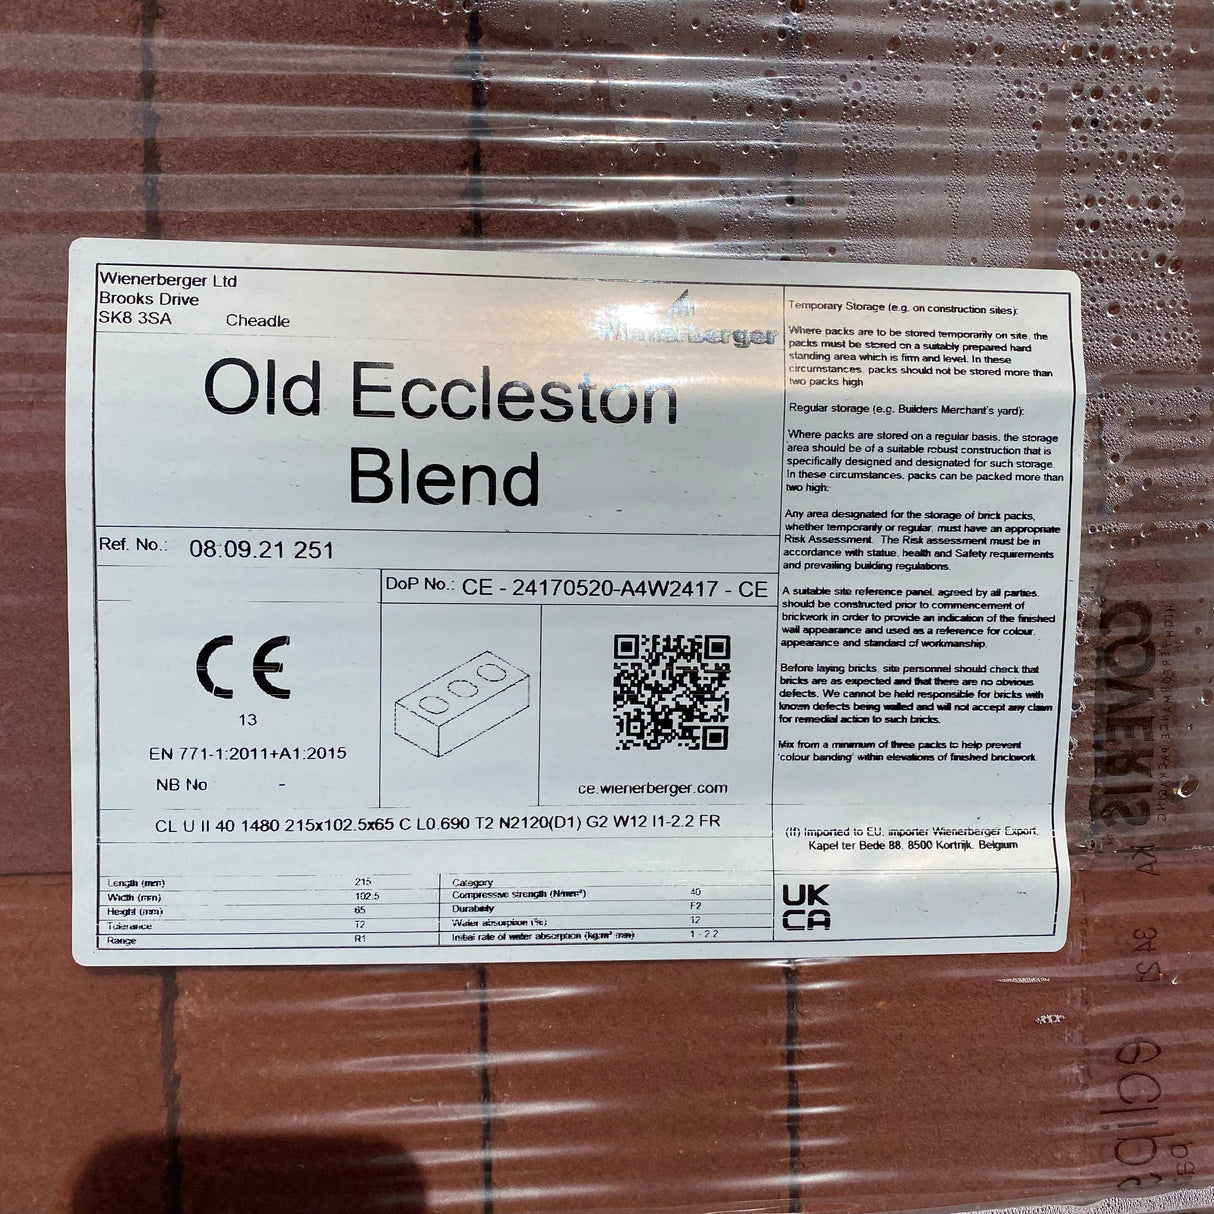 Wienerberger Ltd
Brooks Drive
SK8 3SA Cheadle
Wienerberger
Old Eccleston
Blend
Ref. No.: 08.09.21 251
DoP No.: CE - 24170520-A4W2417 - CE
CE
13
EN 771-1:2011+A1:2015
NB No -
ce.wienerberger.com
CL U II 40 1480 215x102.5x65 C L0.690 T2 N2120(D1) G2 W12 I1-2.2 FR
Length (mm) 215
Width (mm) 102.5
Height (mm) 65
Tolerance T2
Range R1
Category
Compressive strength (N/mm²) 40
Durability F2
Water absorption (%) 12
Initial rate of water absorption (kg/m² min) 1 - 2.2
Temporary Storage (e.g. on construction sites):
Where packs are to be stored temporarily on site, the
packs must be stored on a suitably prepared hard
standing area which is firm and level. In these
circumstances, packs should not be stored more than
two packs high
Regular storage (e.g. Builders Merchant's yard):
Where packs are stored on a regular basis, the storage
area should be of a suitable robust construction that is
specifically designed and designated for such storage.
In these circumstances, packs can be packed more than
two high.
Any area designated for the storage of brick packs,
whether temporarily or regular, must have an appropriate
Risk Assessment. The Risk assessment must be in
accordance with statue, health and Safety requirements
and prevailing building regulations.
A suitable site reference panel, agreed by all parties,
should be constructed prior to commencement of
brickwork in order to provide an indication of the finished
wall appearance and used as a reference for colour,
appearance and standard of workmanship.
Before laying bricks, site personnel should check that
bricks are as expected and that there are no obvious
defects. We cannot be held responsible for bricks with
known defects being walled and will not accept any claim
for remedial action to such bricks.
Mix from a minimum of three packs to help prevent
'colour banding' within elevations of finished brickwork.
(If) Imported to EU, importer Wienerberger Export,
Kapel ter Bede 88, 8500 Kortrijk, Belgium
UK
CA
COVERIS